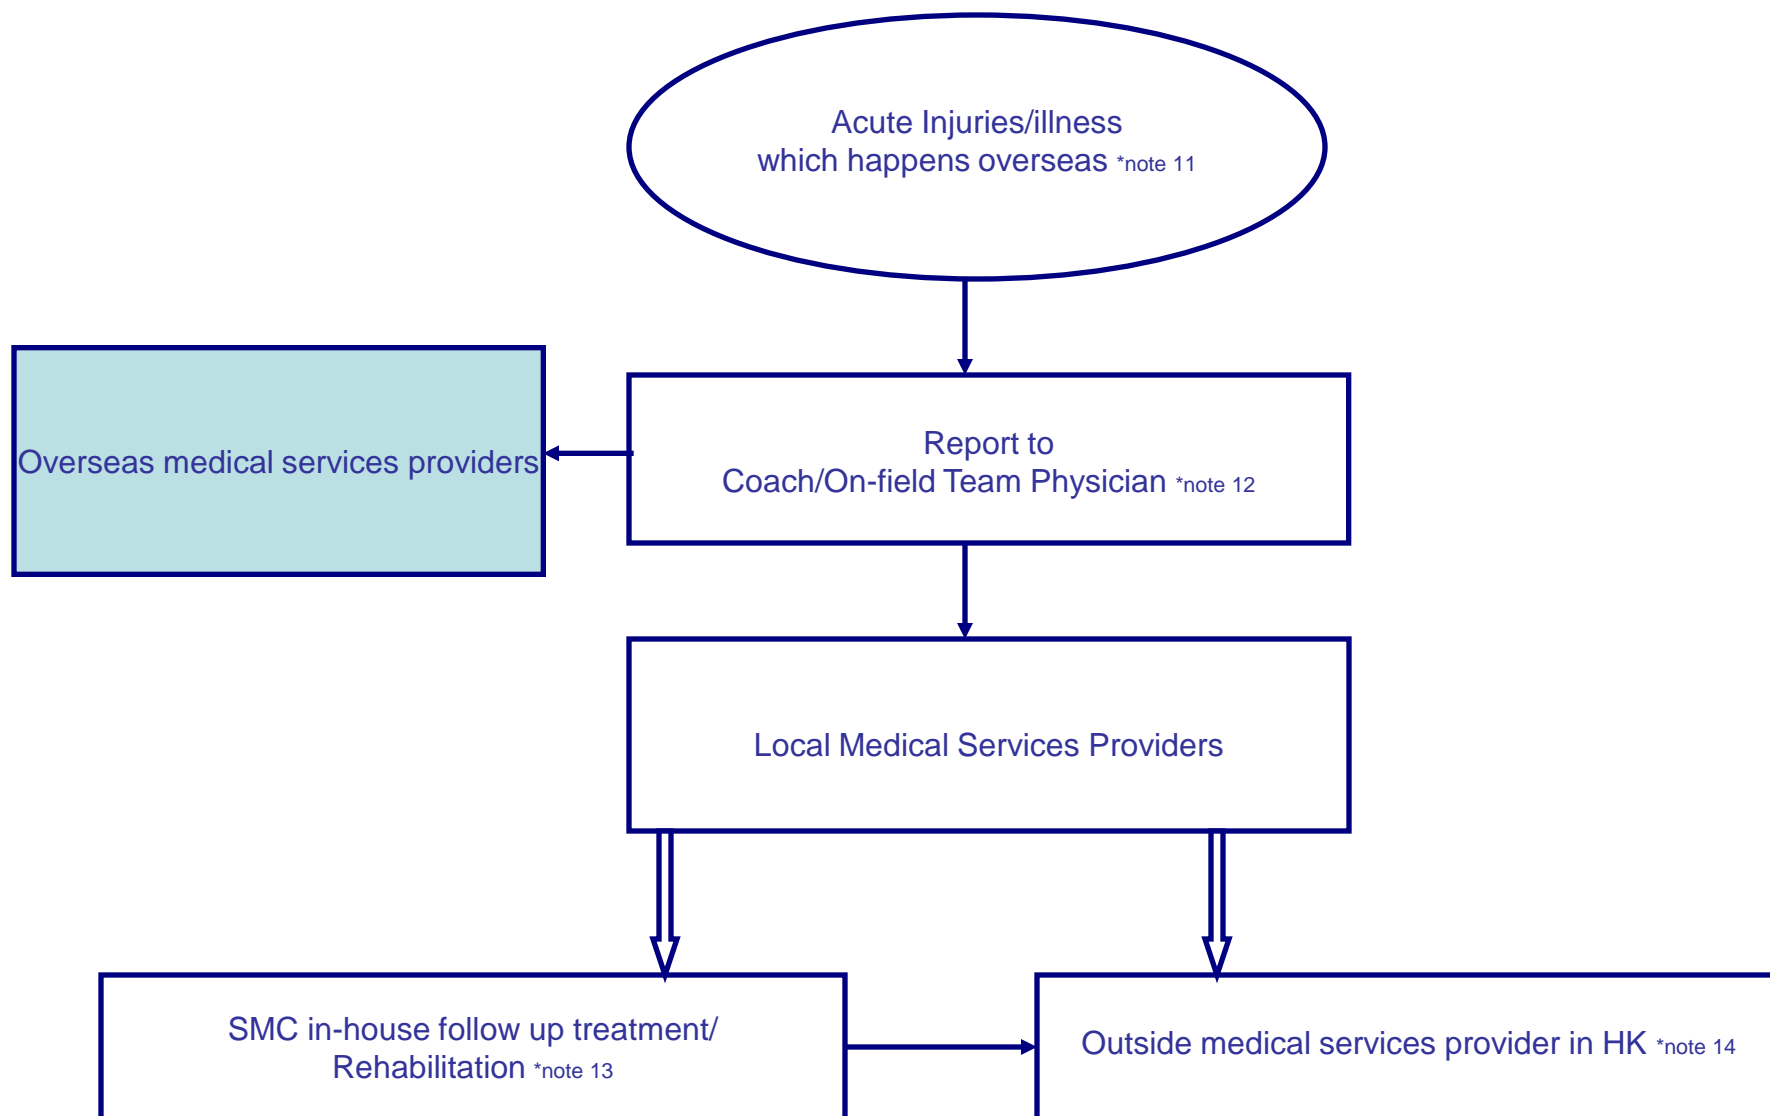 Acute Injuries/illness
which happens overseas *note 11
Overseas medical services providers
Report to
Coach/On-field Team Physician *note 12
Local Medical Services Providers
SMC in-house follow up treatment/
Rehabilitation *note 13
Outside medical services provider in HK *note 14